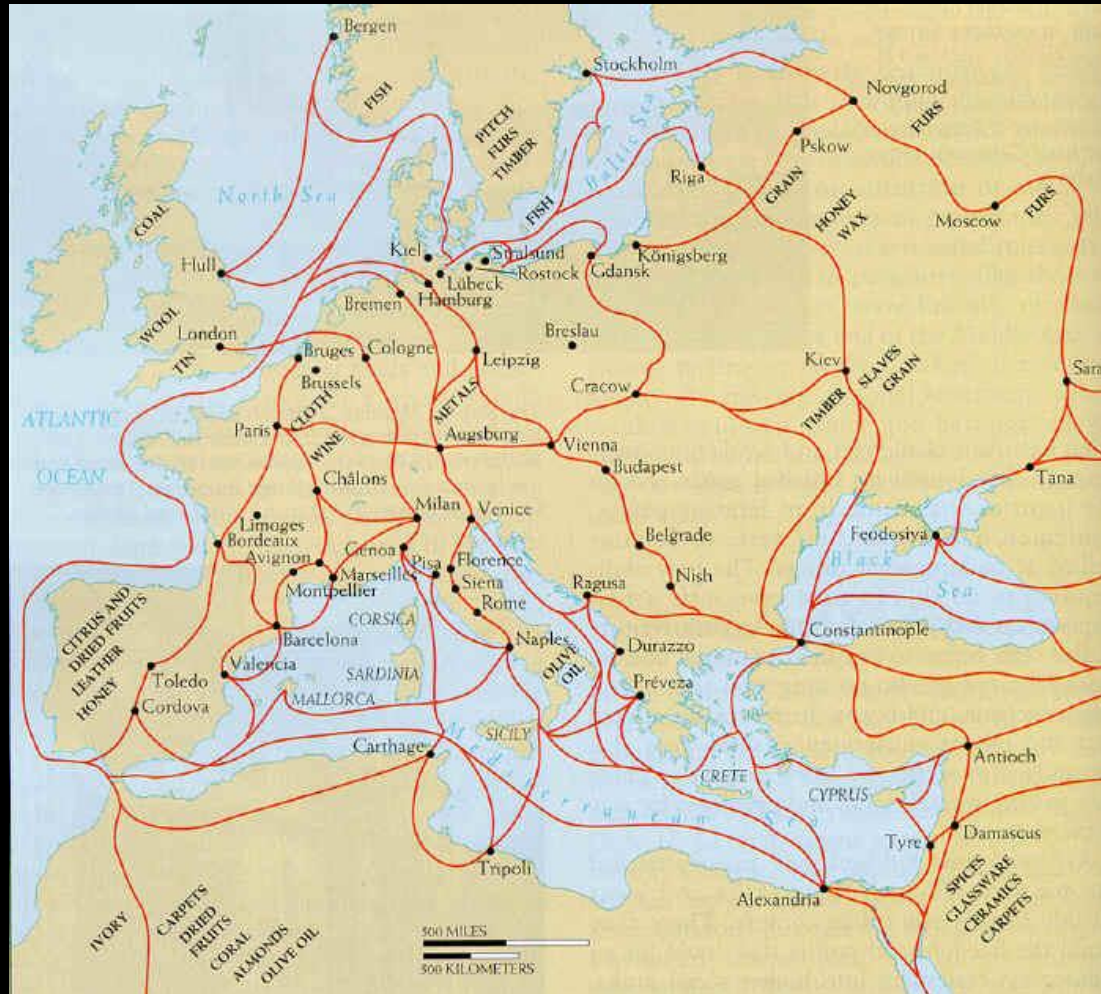 Bergen
FISH
Stockholm
PITCH
FURS
TIMBER
Baltic Sea
Novgorod
FURS
Pskow
Riga
GRAIN
HONEY
WAX
Moscow
FURS
North Sea
COAL
FISH
Hull
Kiel
Stralsund
Rostock
Lübeck
Hamburg
Bremen
Gdansk
Königsberg
WOOL
London
TIN
Bruges
Brussels
Cologne
Leipzig
Breslau
CLOTH
METALS
Cracow
Kiev
SLAVES
GRAIN
TIMBER
Sara
ATLANTIC
OCEAN
Paris
WINE
Augsburg
Vienna
Budapest
Tana
Châlons
Limoges
Bordeaux
Milan
Venice
Belgrade
Feodosiya
Black
Sea
Avignon
Genoa
Pisa
Florence
Siena
Marseilles
Montpellier
Rome
Ragusa
Nish
CORSICA
Constantinople
CITRUS AND
DRIED FRUITS
LEATHER
HONEY
Barcelona
Valencia
Toledo
Cordova
SARDINIA
MALLORCA
Naples
OLIVE
OIL
Durazzo
Préveza
SICILY
Carthage
Mediterranean Sea
CRETE
CYPRUS
Antioch
Tyre
Damascus
Tripoli
Alexandria
SPICES
GLASSWARE
CERAMICS
CARPETS
IVORY
CARPETS
DRIED
FRUITS
CORAL
ALMONDS
OLIVE OIL
500 MILES
500 KILOMETERS